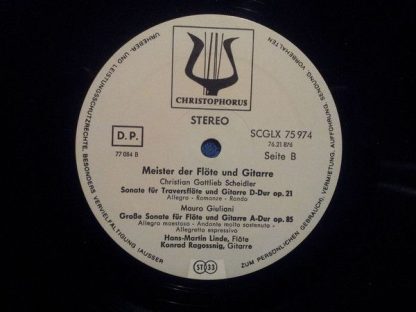 CHRISTOPHORUS
STEREO
D. P.
77 084 B
SCGLX 75 974
Seite B
Meister der Flöte und Gitarre
Christian Gottlieb Scheidler
Sonate für Traversflöte und Gitarre D-Dur op. 21
Allegro - Romanze - Rondo
Mauro Giuliani
Große Sonate für Flöte und Gitarre A-Dur op. 85
Allegro maestoso - Andante molto sostenuto -
Allegretto espressivo
Hans-Martin Linde, Flöte
Konrad Ragossnig, Gitarre
ST 33
URHEBER- UND LEISTUNGSSCHUTZRECHTE, BESONDERS VERVIELFÄLTIGUNG (AUSSER ZUM PERSÖNLICHEN GEBRAUCH), VERMIETUNG, AUFFÜHRUNG, SENDUNG VORBEHALTEN